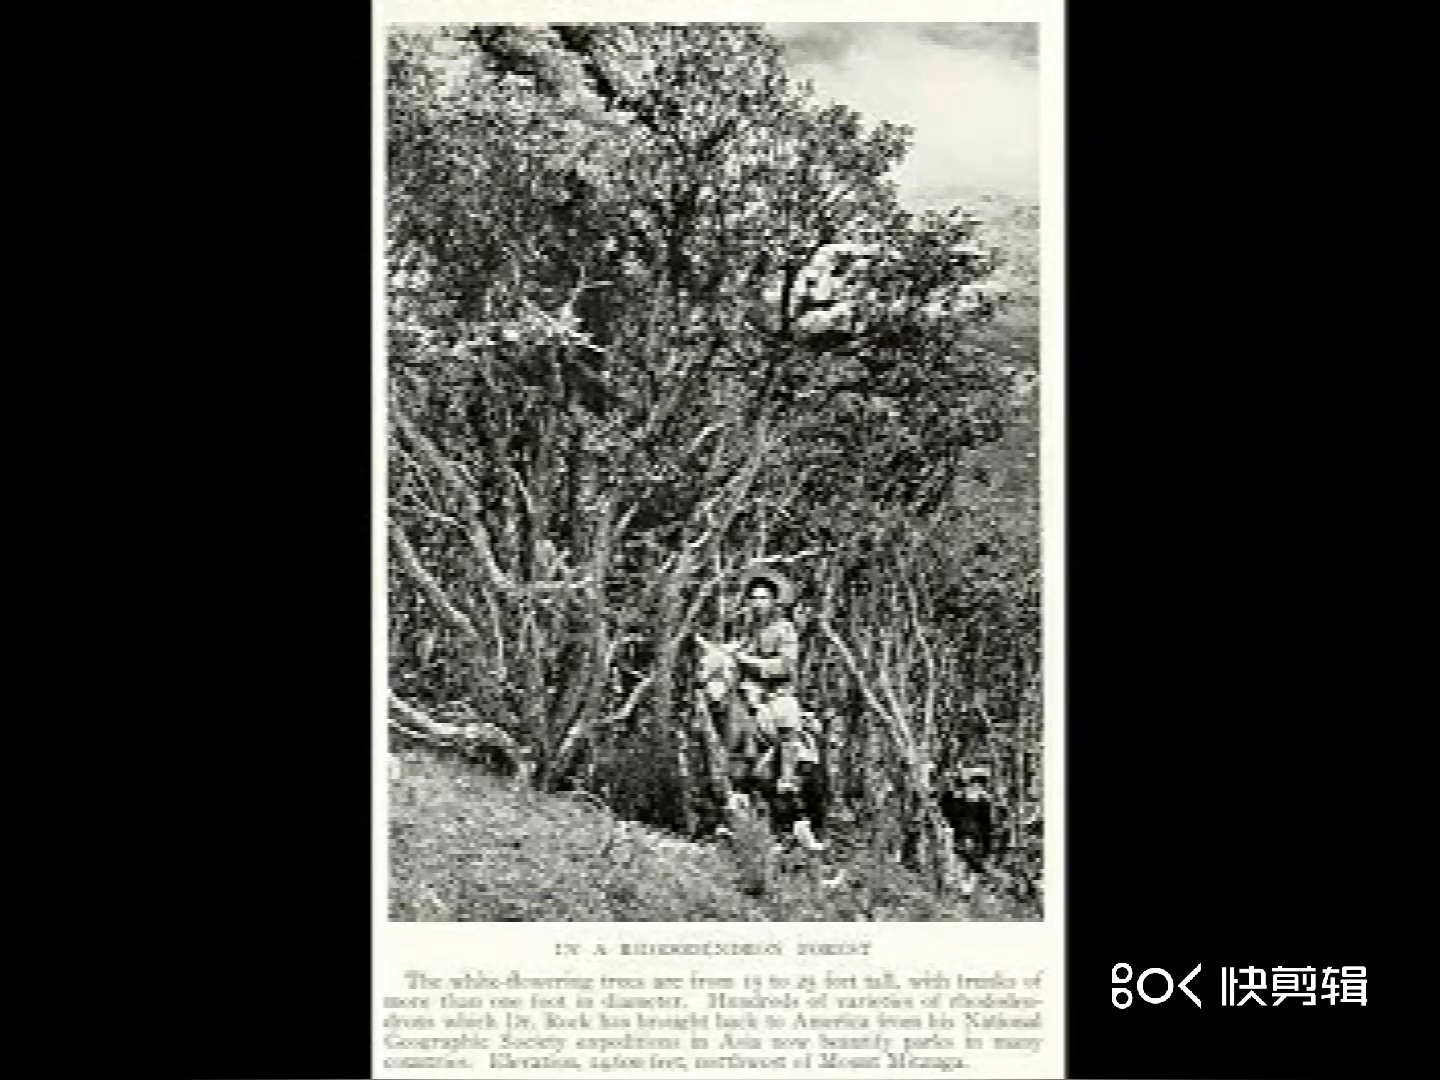 IN A RHODODENDRON FOREST
The white-flowering trees are from 15 to 25 feet tall, with trunks of
more than one foot in diameter. Hundreds of varieties of rhododen-
drons which Dr. Rock has brought back to America from his National
Geographic Society expeditions in Asia now beautify parks in many
countries. Elevation, feet, northwest of Mount
快剪辑